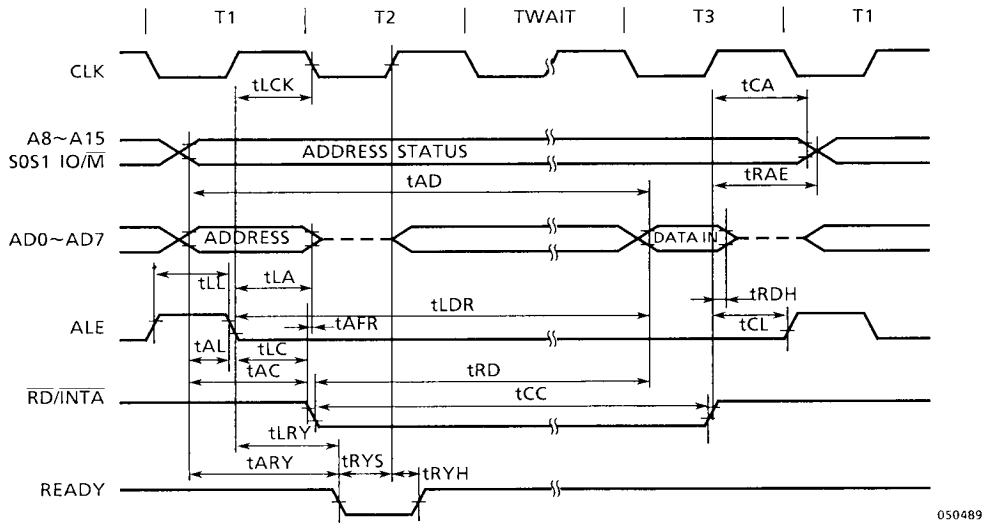 T1 T2 TWAIT T3 T1
CLK
tLCK tCA
A8~A15
S0S1 IO/M̅
ADDRESS STATUS
tAD tRAE
AD0~AD7
ADDRESS DATA IN
tLL tLA tRDH
tLDR
ALE
tAFR tCL
tAL tLC
tAC tRD
R̅D̅/I̅N̅T̅A̅
tCC
tLRY
tARY tRYS tRYH
READY
050489